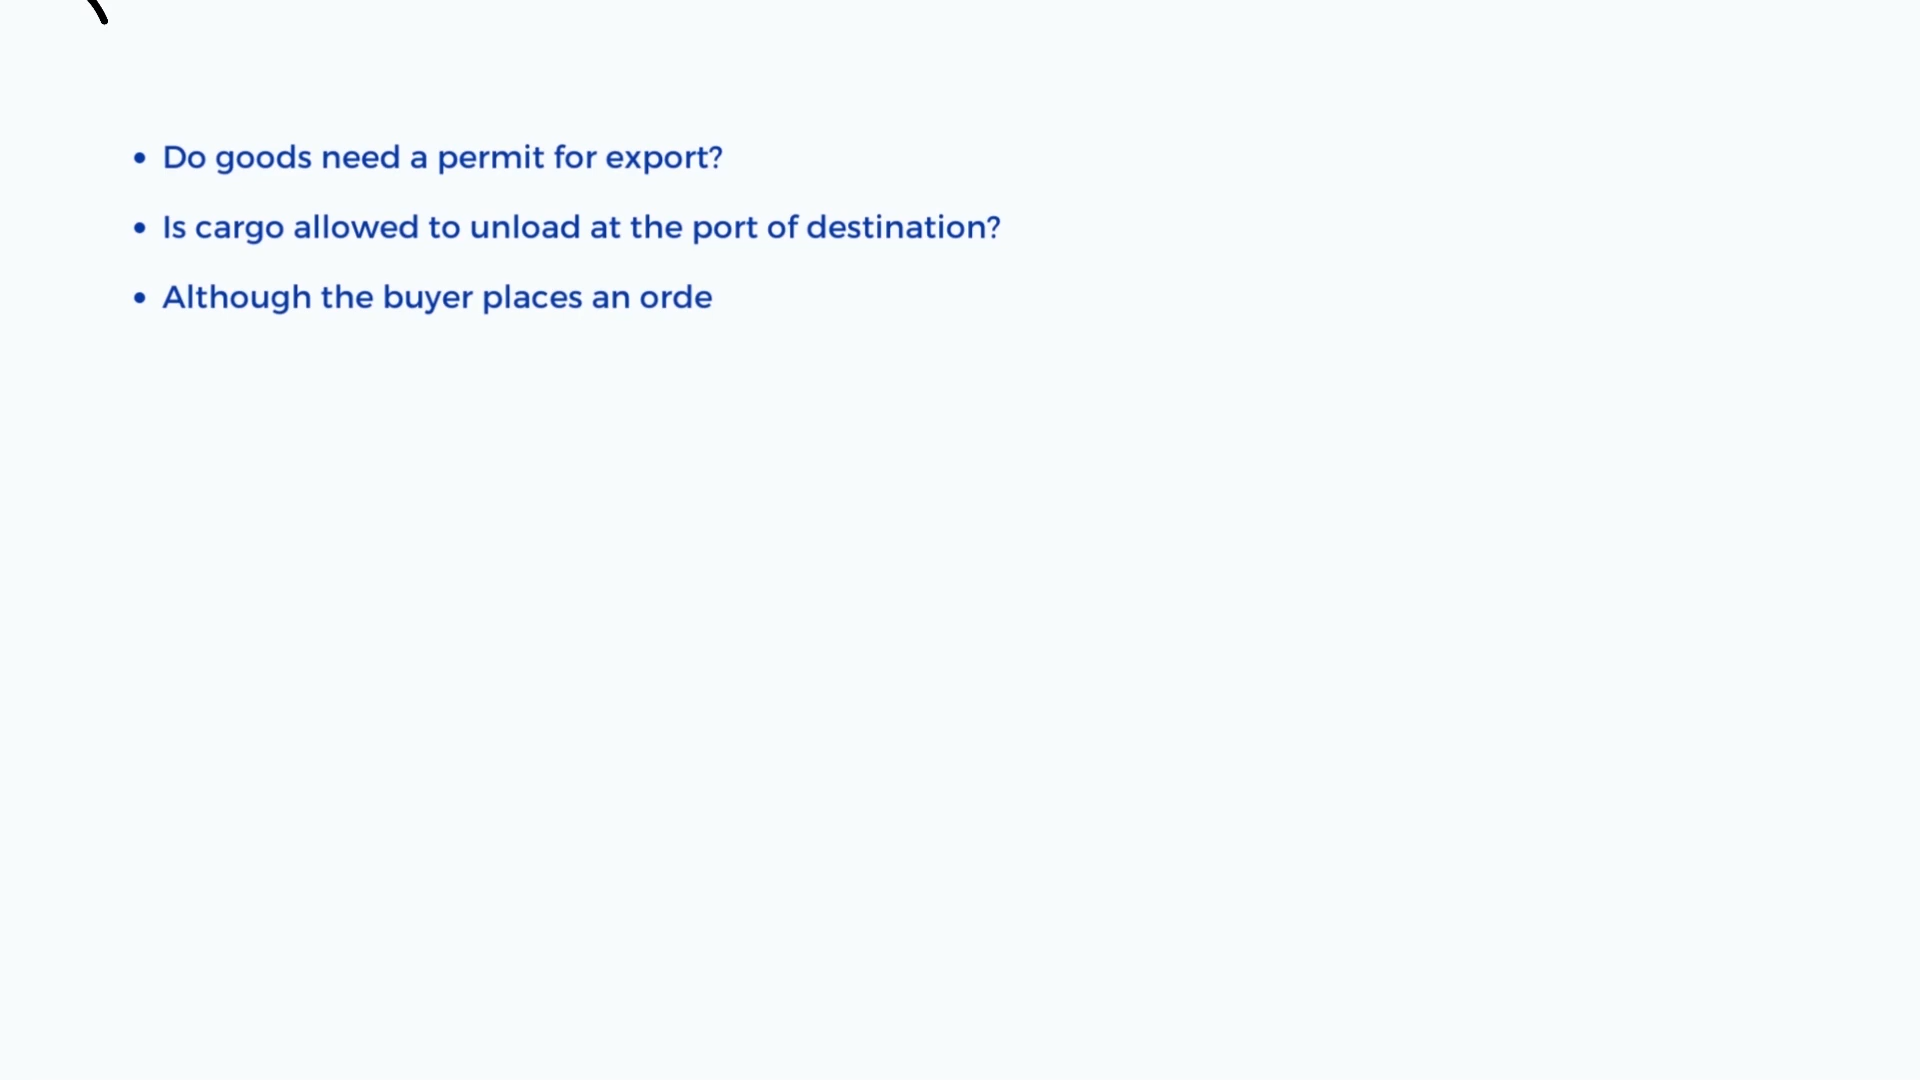 • Do goods need a permit for export?
• Is cargo allowed to unload at the port of destination?
• Although the buyer places an orde